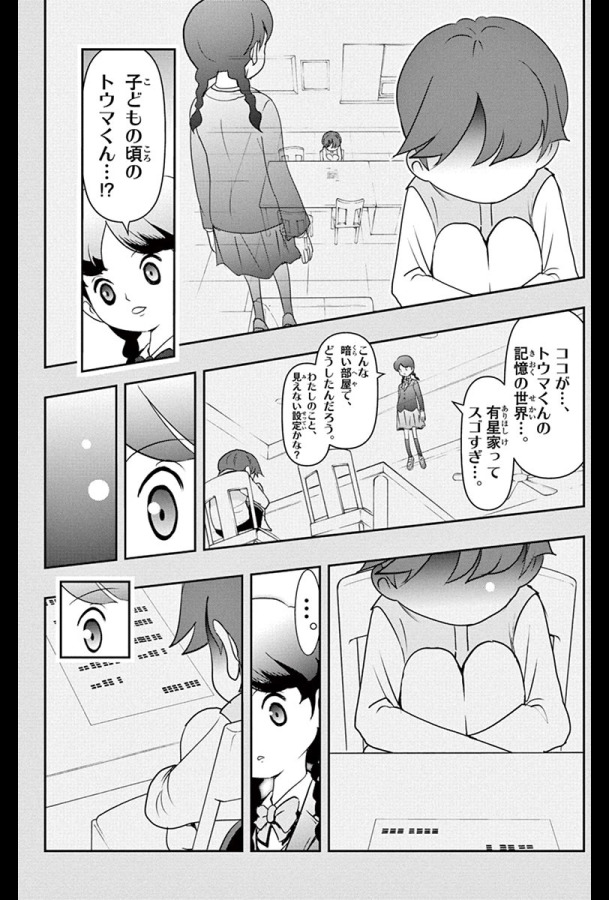 子どもの頃の
トウマくん…!?
ココが…、
トウマくんの
記憶の世界…。
有星家って
スゴすぎ…。
こんな
暗い部屋で、
どうしたんだろう。
わたしのこと、
見えない設定かな？
…。